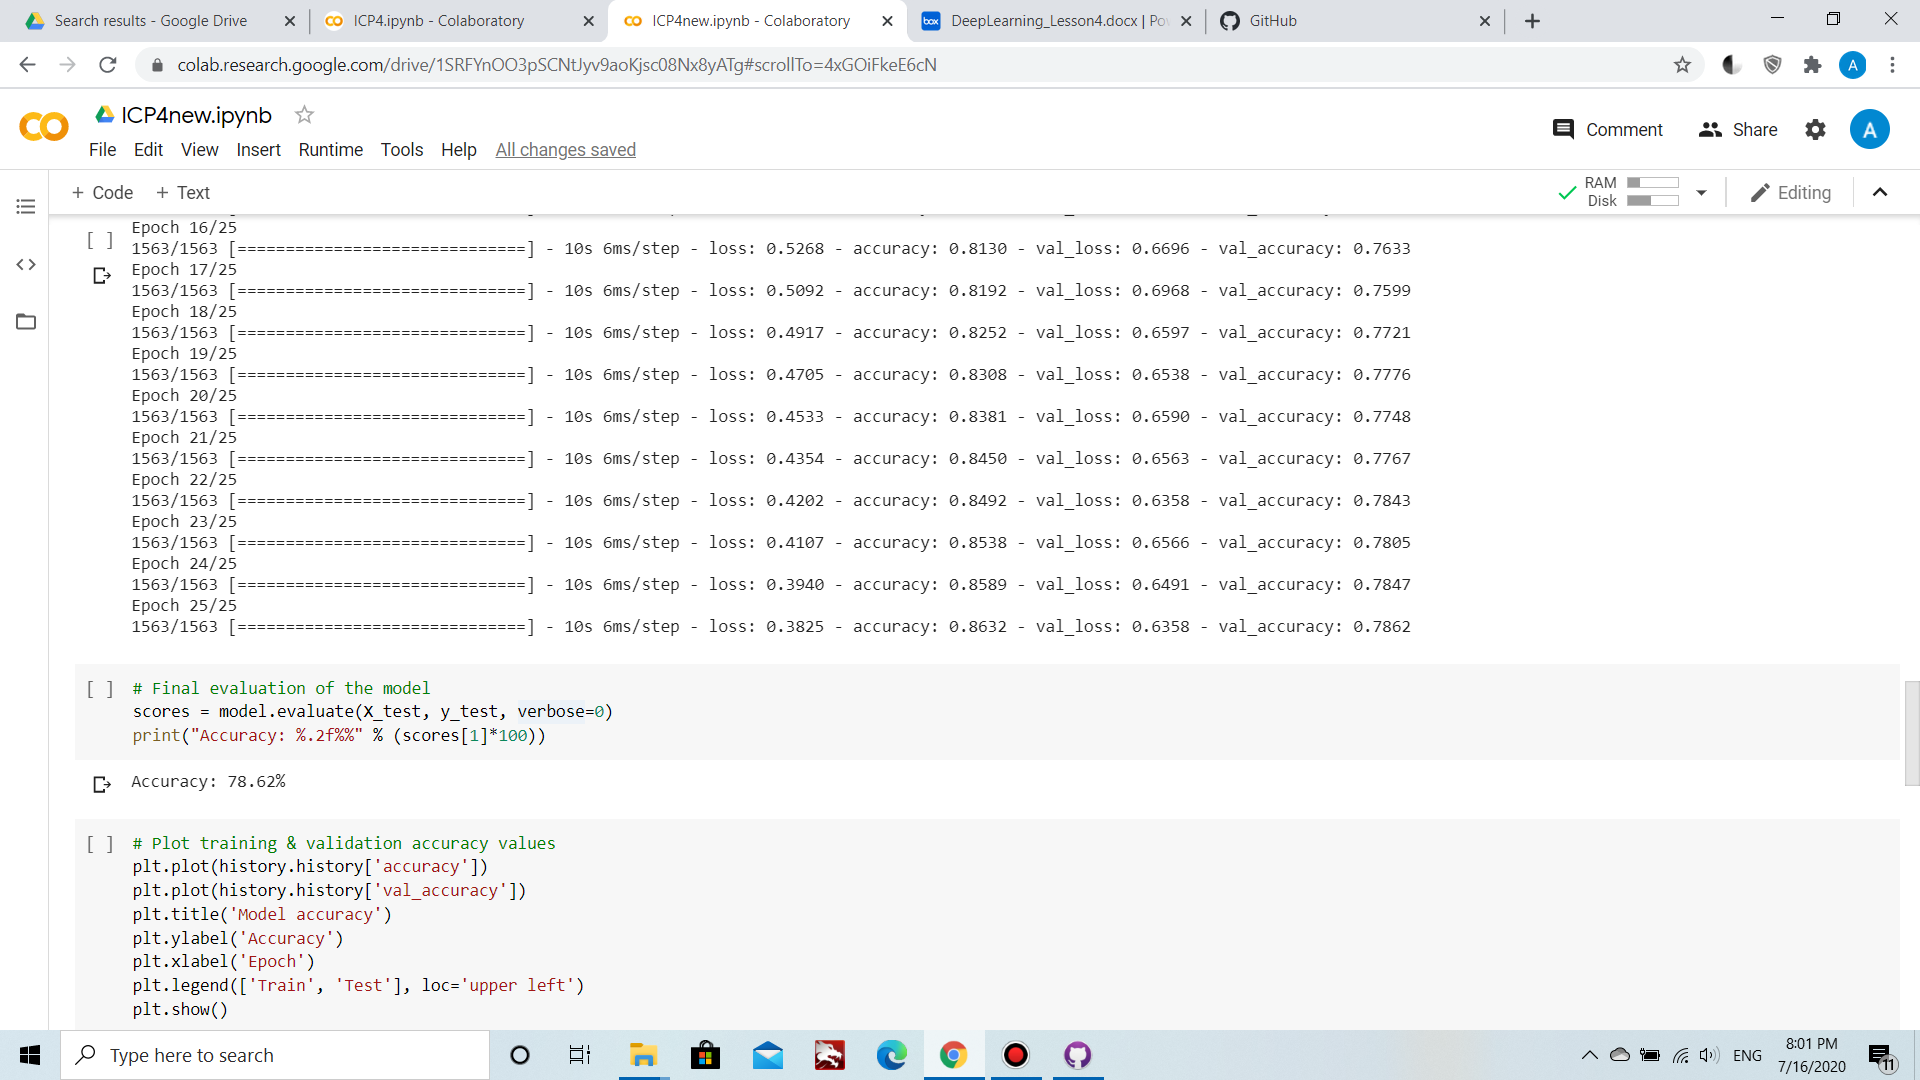 Search results - Google Drive
ICP4.ipynb - Colaboratory
ICP4new.ipynb - Colaboratory
box DeepLearning_Lesson4.docx | Po
GitHub
colab.research.google.com/drive/1SRFYnOO3pSCNtJyv9aoKjsc08Nx8yATg#scrollTo=4xGOiFkeE6cN
A
ICP4new.ipynb
Comment
Share
A
File Edit View Insert Runtime Tools Help All changes saved
+ Code + Text
RAM
Disk
Editing
Epoch 16/25
[ ]
1563/1563 [==============================] - 10s 6ms/step - loss: 0.5268 - accuracy: 0.8130 - val_loss: 0.6696 - val_accuracy: 0.7633
Epoch 17/25
1563/1563 [==============================] - 10s 6ms/step - loss: 0.5092 - accuracy: 0.8192 - val_loss: 0.6968 - val_accuracy: 0.7599
Epoch 18/25
1563/1563 [==============================] - 10s 6ms/step - loss: 0.4917 - accuracy: 0.8252 - val_loss: 0.6597 - val_accuracy: 0.7721
Epoch 19/25
1563/1563 [==============================] - 10s 6ms/step - loss: 0.4705 - accuracy: 0.8308 - val_loss: 0.6538 - val_accuracy: 0.7776
Epoch 20/25
1563/1563 [==============================] - 10s 6ms/step - loss: 0.4533 - accuracy: 0.8381 - val_loss: 0.6590 - val_accuracy: 0.7748
Epoch 21/25
1563/1563 [==============================] - 10s 6ms/step - loss: 0.4354 - accuracy: 0.8450 - val_loss: 0.6563 - val_accuracy: 0.7767
Epoch 22/25
1563/1563 [==============================] - 10s 6ms/step - loss: 0.4202 - accuracy: 0.8492 - val_loss: 0.6358 - val_accuracy: 0.7843
Epoch 23/25
1563/1563 [==============================] - 10s 6ms/step - loss: 0.4107 - accuracy: 0.8538 - val_loss: 0.6566 - val_accuracy: 0.7805
Epoch 24/25
1563/1563 [==============================] - 10s 6ms/step - loss: 0.3940 - accuracy: 0.8589 - val_loss: 0.6491 - val_accuracy: 0.7847
Epoch 25/25
1563/1563 [==============================] - 10s 6ms/step - loss: 0.3825 - accuracy: 0.8632 - val_loss: 0.6358 - val_accuracy: 0.7862
[ ] # Final evaluation of the model
scores = model.evaluate(X_test, y_test, verbose=0)
print("Accuracy: %.2f%%" % (scores[1]*100))
Accuracy: 78.62%
[ ] # Plot training & validation accuracy values
plt.plot(history.history['accuracy'])
plt.plot(history.history['val_accuracy'])
plt.title('Model accuracy')
plt.ylabel('Accuracy')
plt.xlabel('Epoch')
plt.legend(['Train', 'Test'], loc='upper left')
plt.show()
Type here to search
ENG
8:01 PM
7/16/2020
11